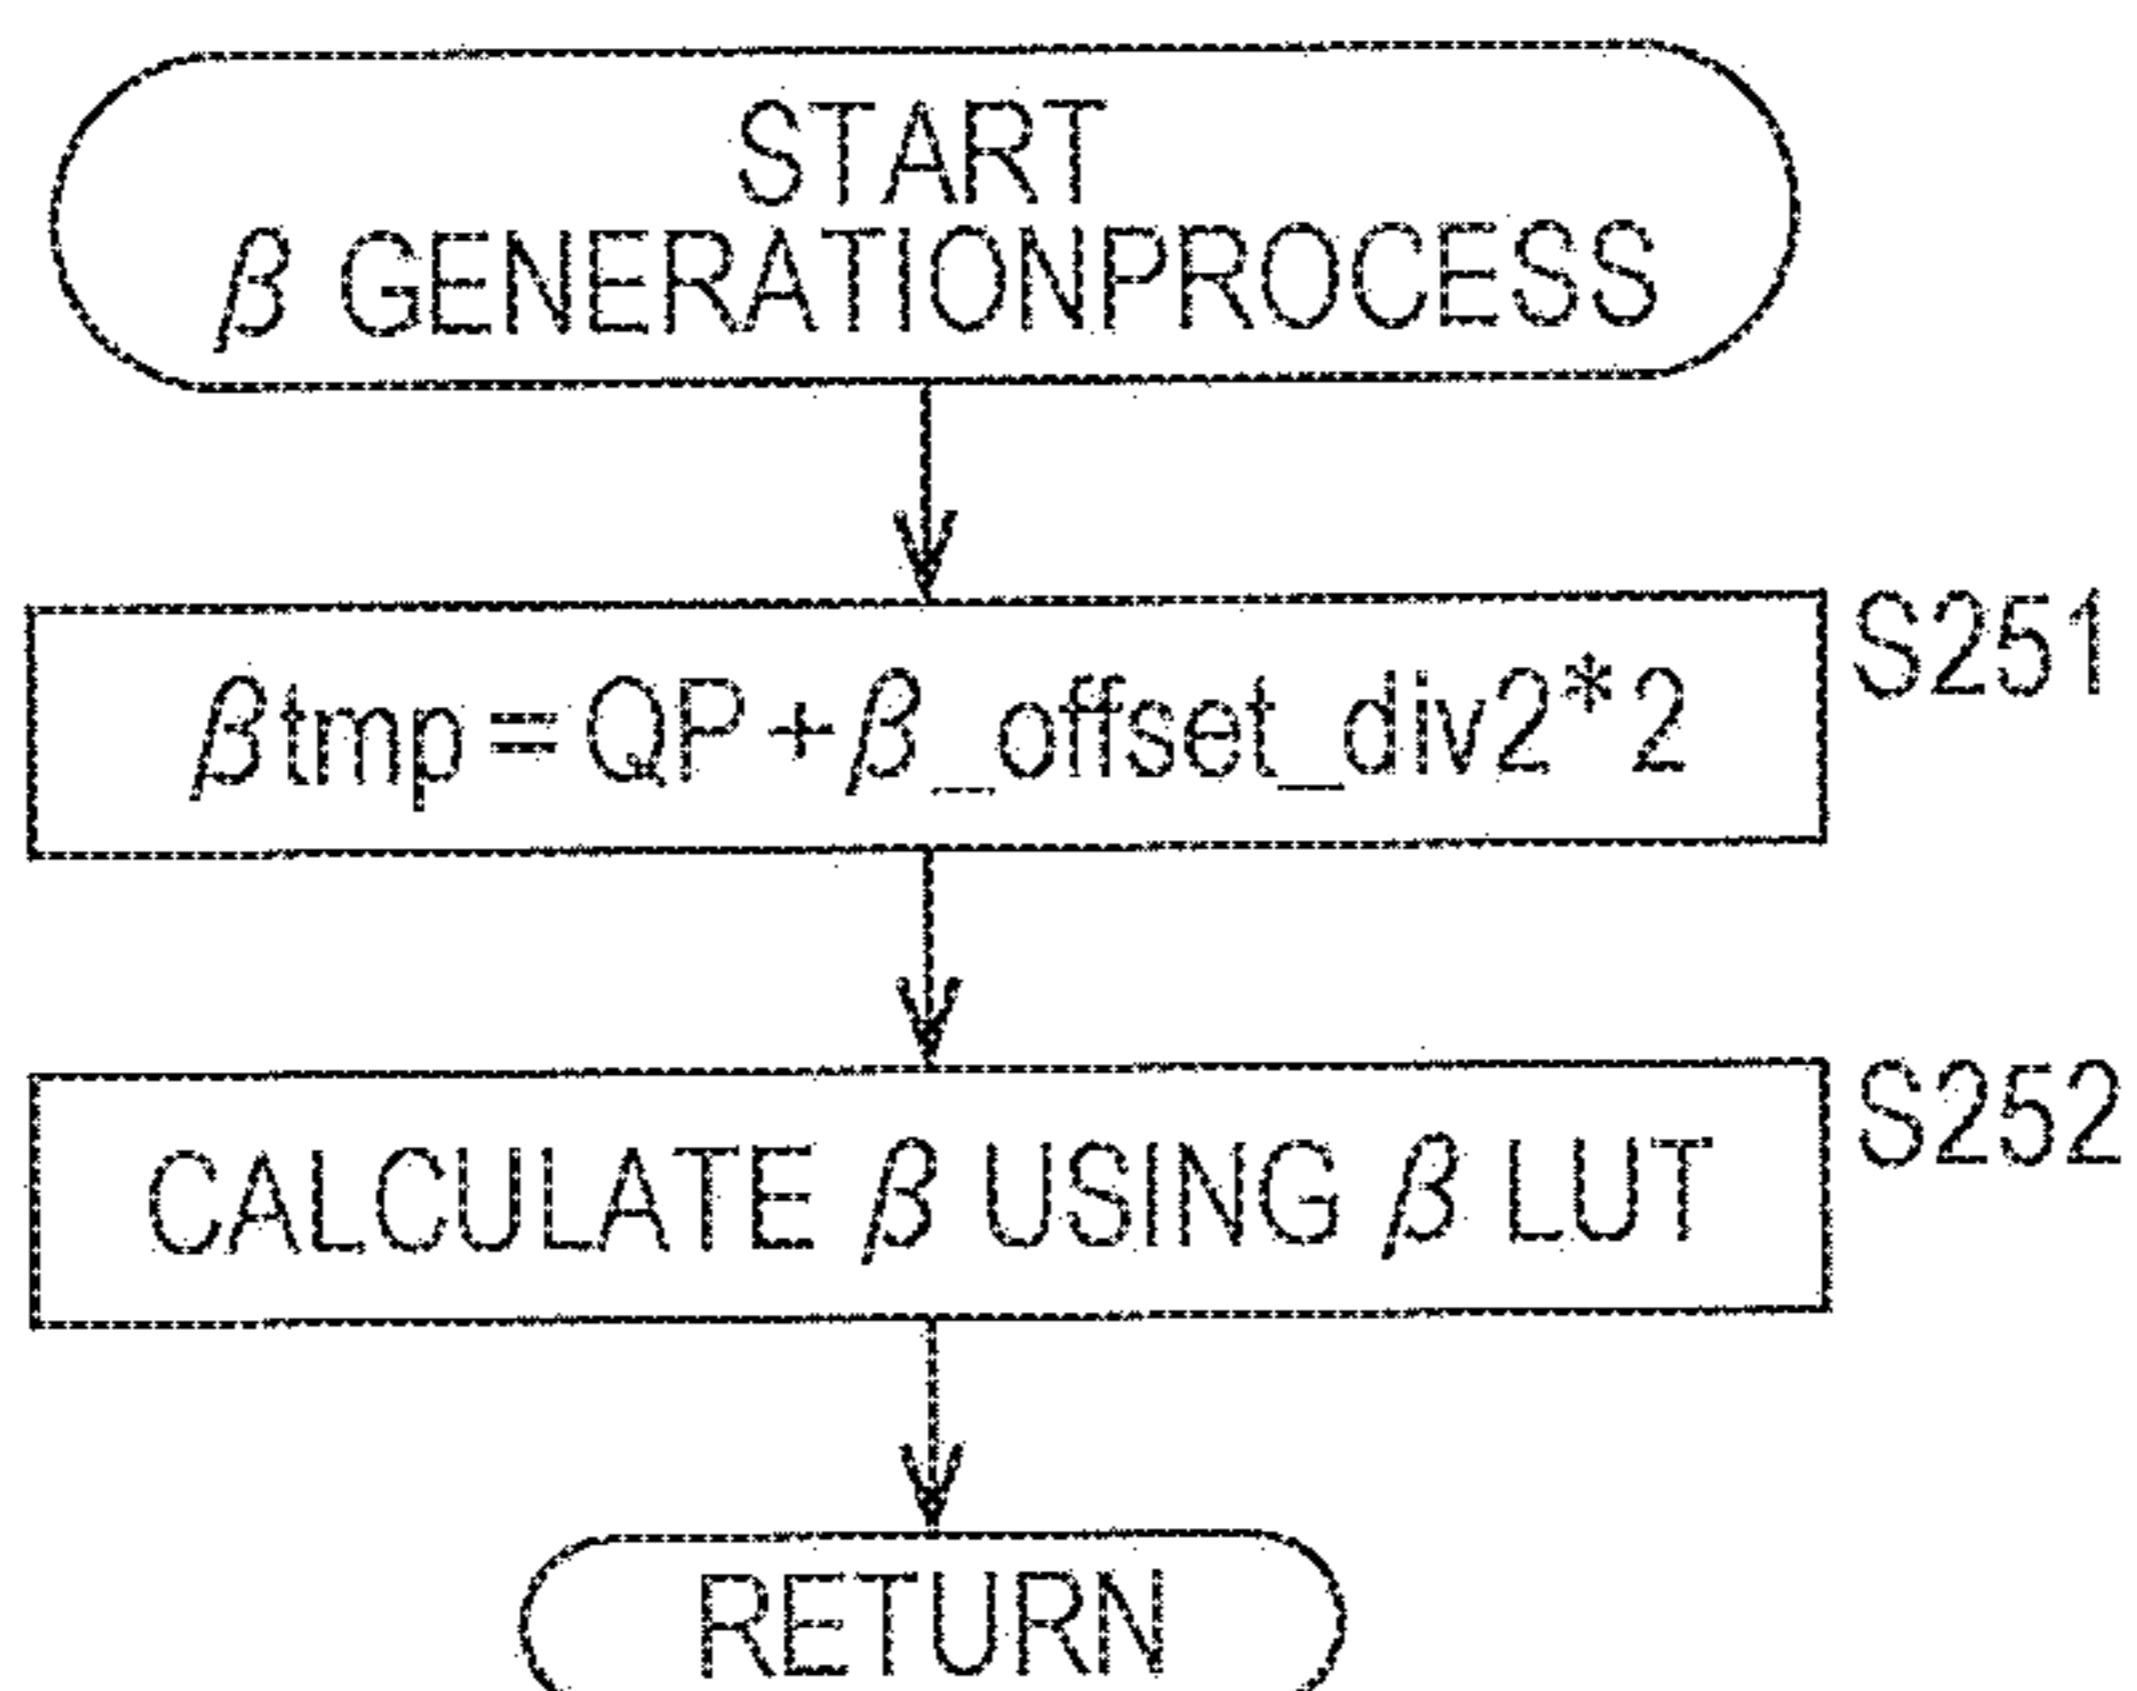 START
β GENERATIONPROCESS
S251
βtmp=QP+β_offset_div2*2
S252
CALCULATE β USING β LUT
RETURN